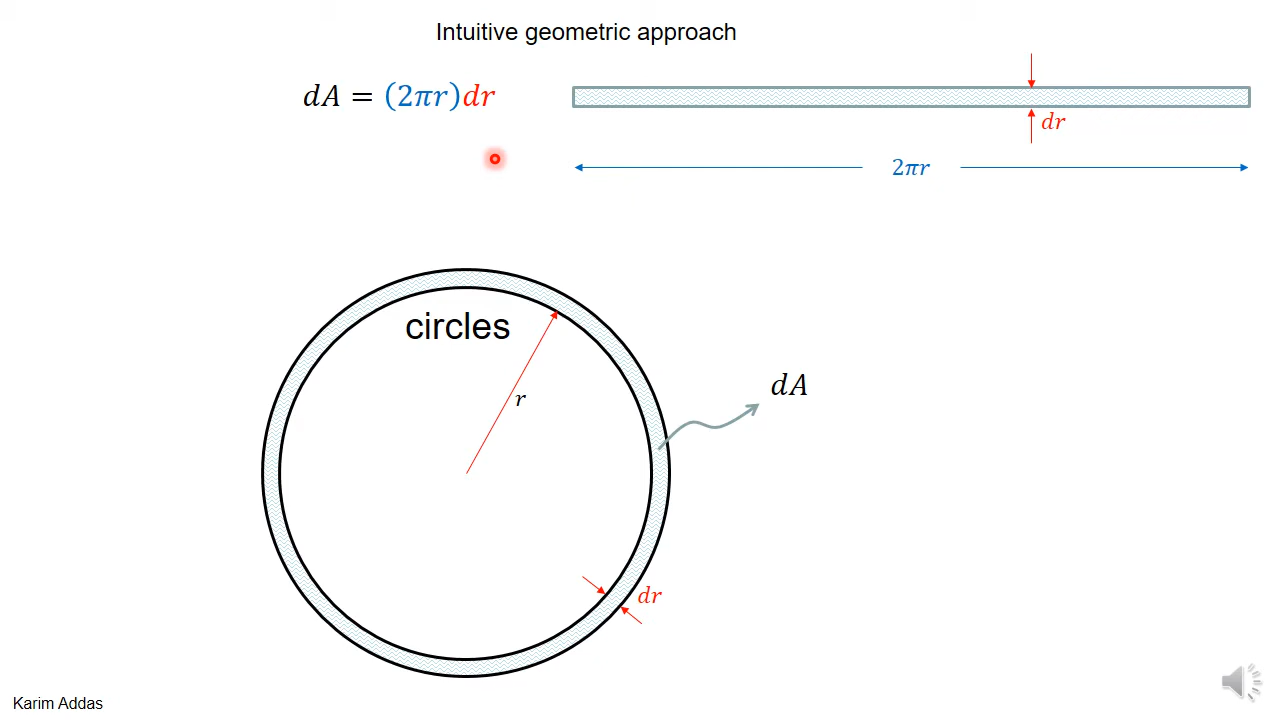 Intuitive geometric approach
dA = (2πr)dr
dr
2πr
circles
r
dA
dr
Karim Addas